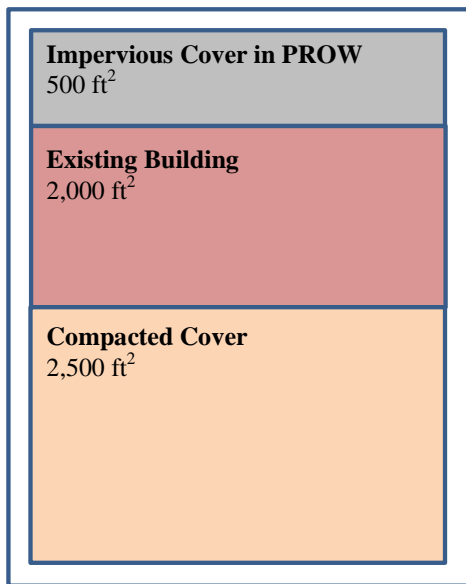 Impervious Cover in PROW
500 ft²
Existing Building
2,000 ft²
Compacted Cover
2,500 ft²